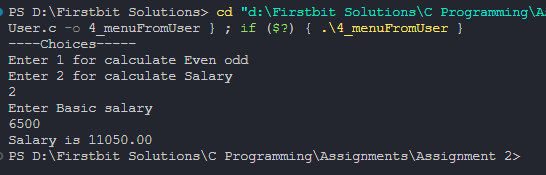 PS D:\Firstbit Solutions> cd "d:\Firstbit Solutions\C Programming\As
User.c -o 4_menuFromUser } ; if ($?) { .\4_menuFromUser }
----Choices-----
Enter 1 for calculate Even odd
Enter 2 for calculate Salary
2
Enter Basic salary
6500
Salary is 11050.00
PS D:\Firstbit Solutions\C Programming\Assignments\Assignment 2>